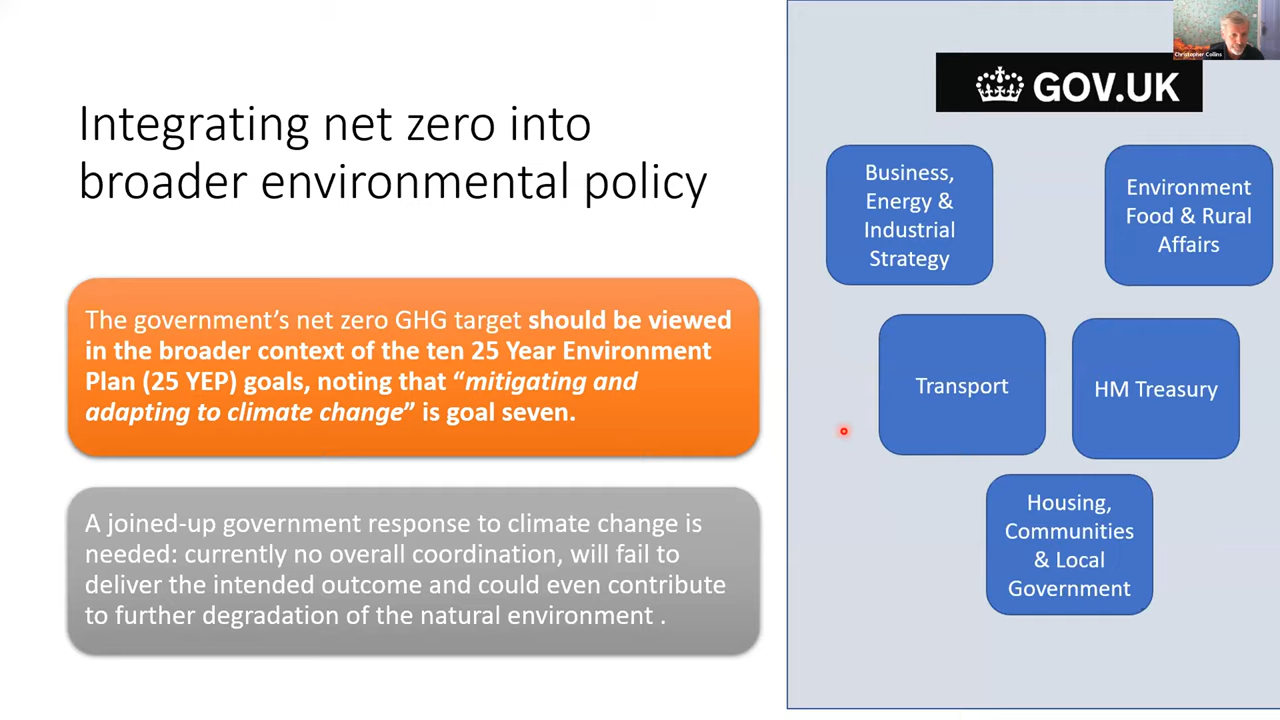 Integrating net zero into
broader environmental policy
The government’s net zero GHG target should be viewed
in the broader context of the ten 25 Year Environment
Plan (25 YEP) goals, noting that “mitigating and
adapting to climate change” is goal seven.
A joined-up government response to climate change is
needed: currently no overall coordination, will fail to
deliver the intended outcome and could even contribute
to further degradation of the natural environment .
Christopher Collins
GOV.UK
Business,
Energy &
Industrial
Strategy
Environment
Food & Rural
Affairs
Transport
HM Treasury
Housing,
Communities
& Local
Government